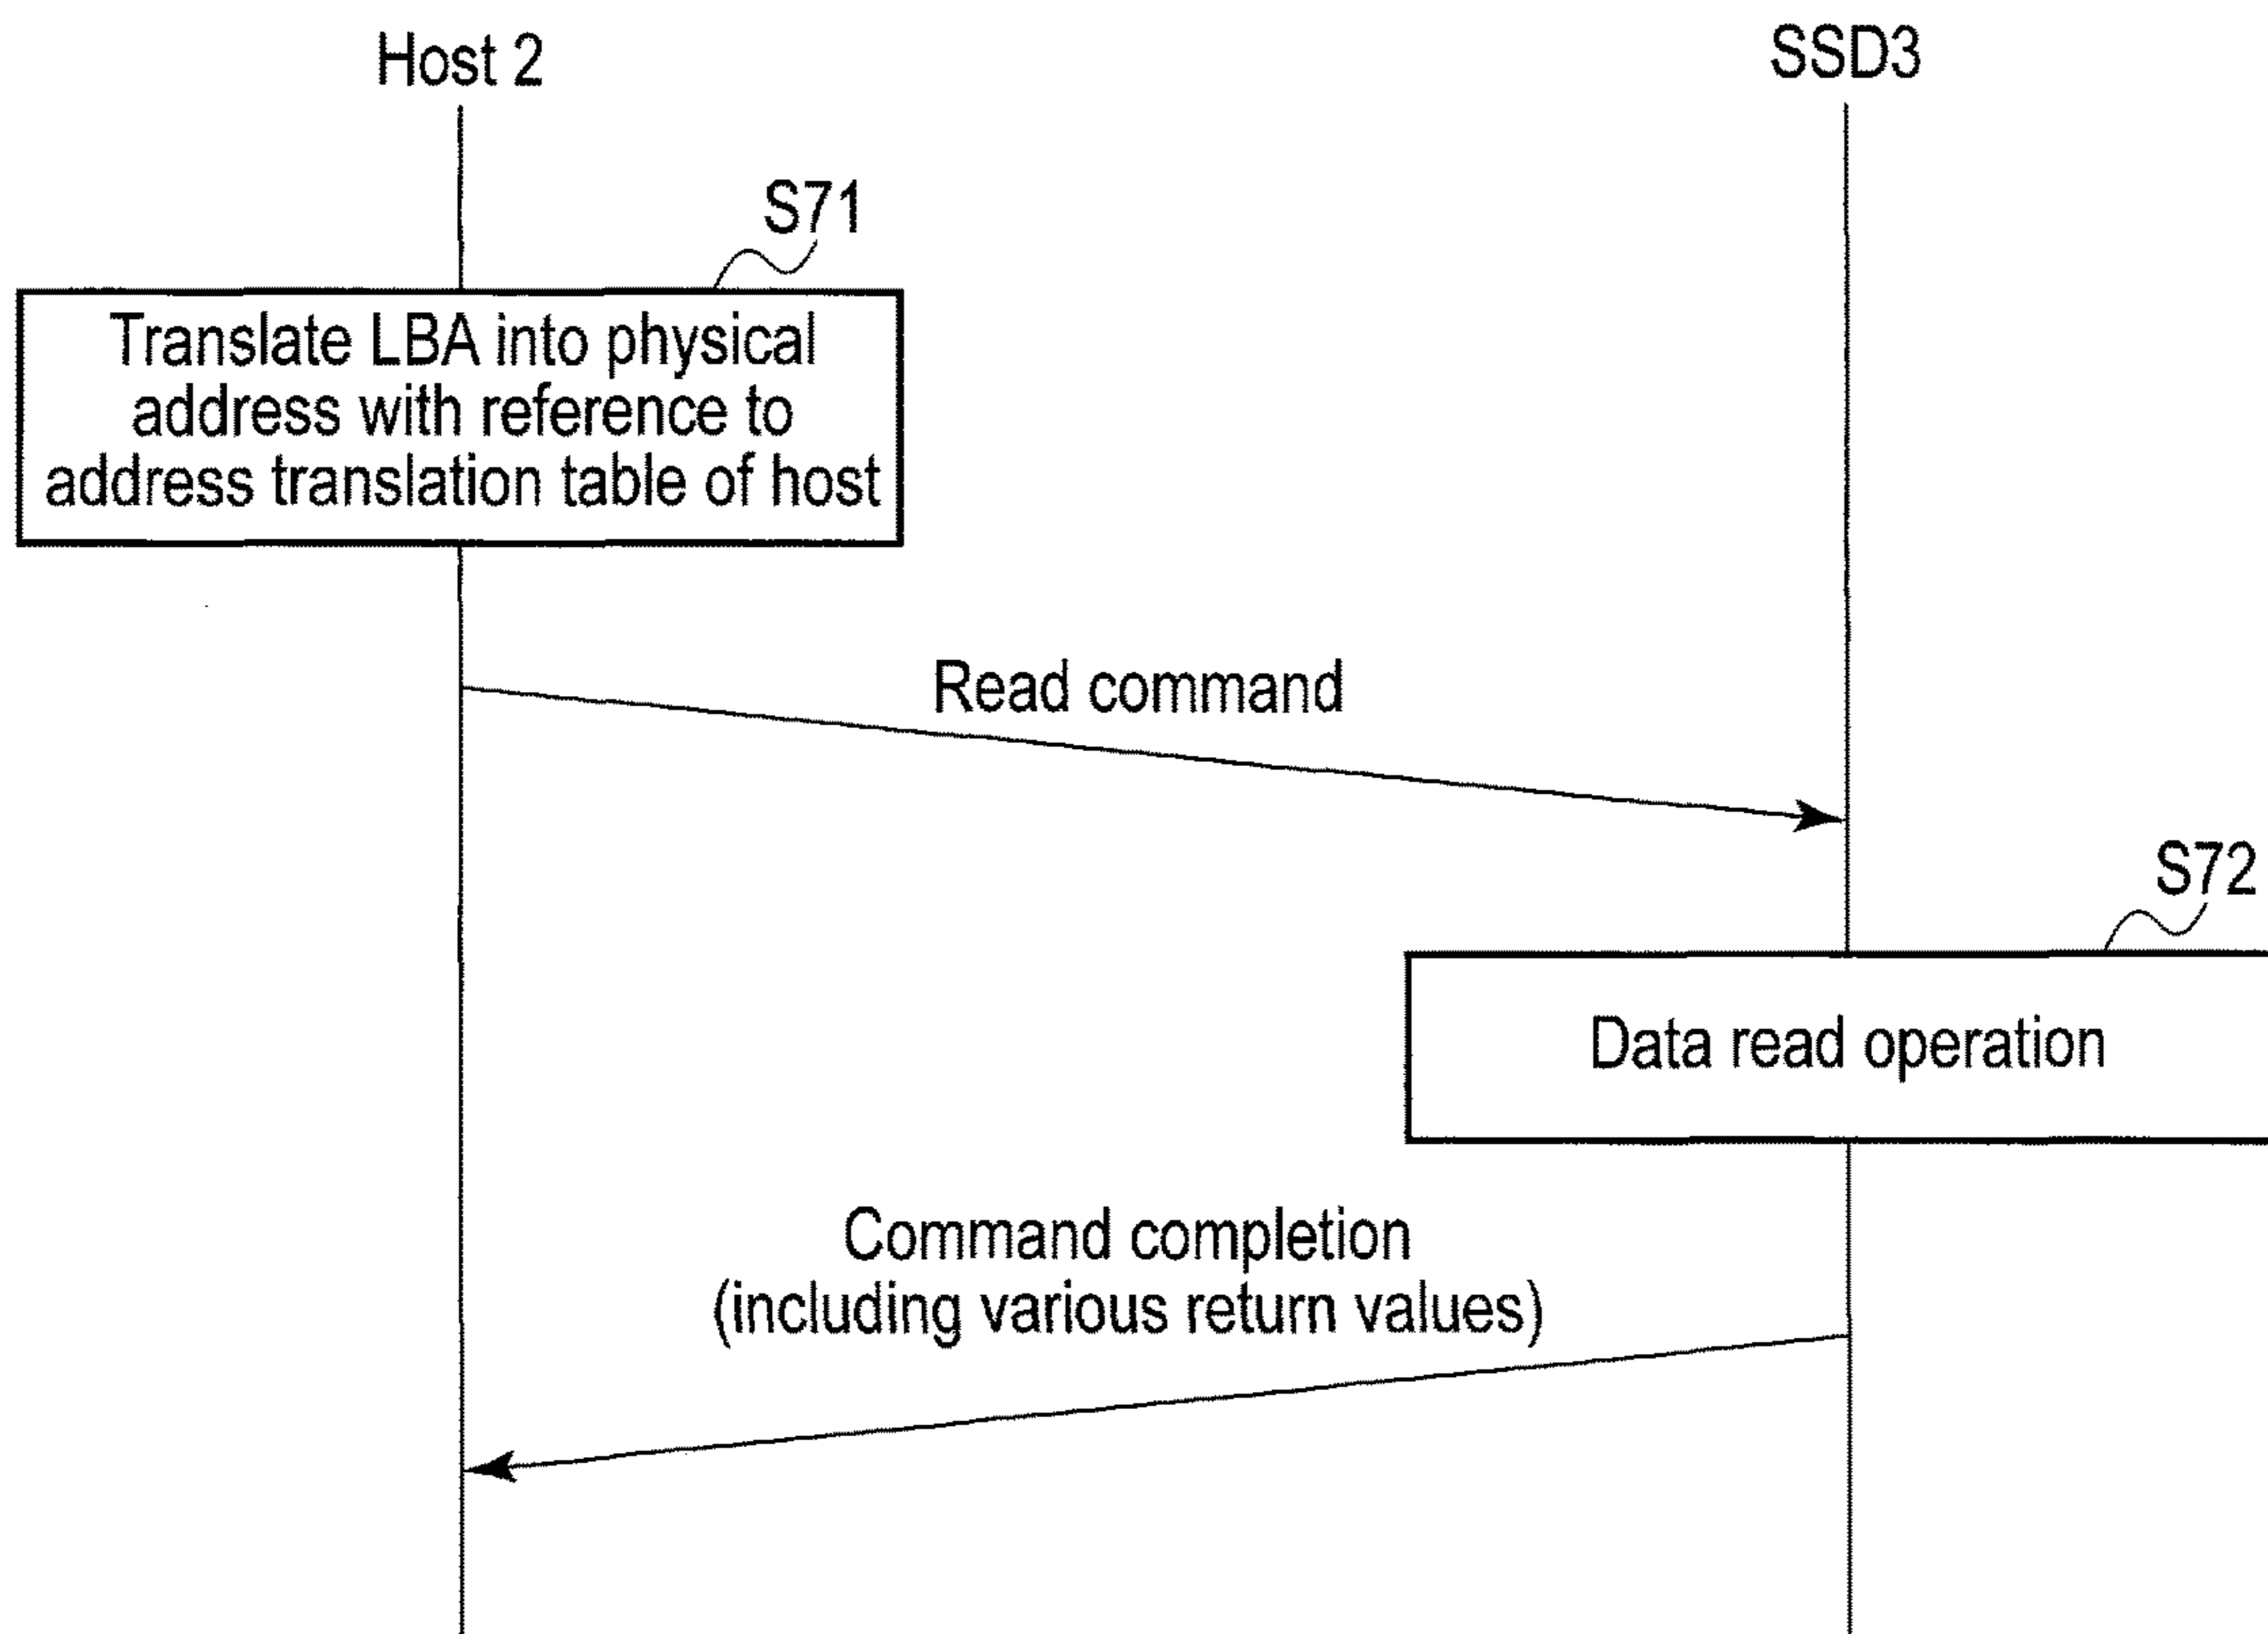 Host 2
SSD3
S71
Translate LBA into physical
address with reference to
address translation table of host
Read command
S72
Data read operation
Command completion
(including various return values)